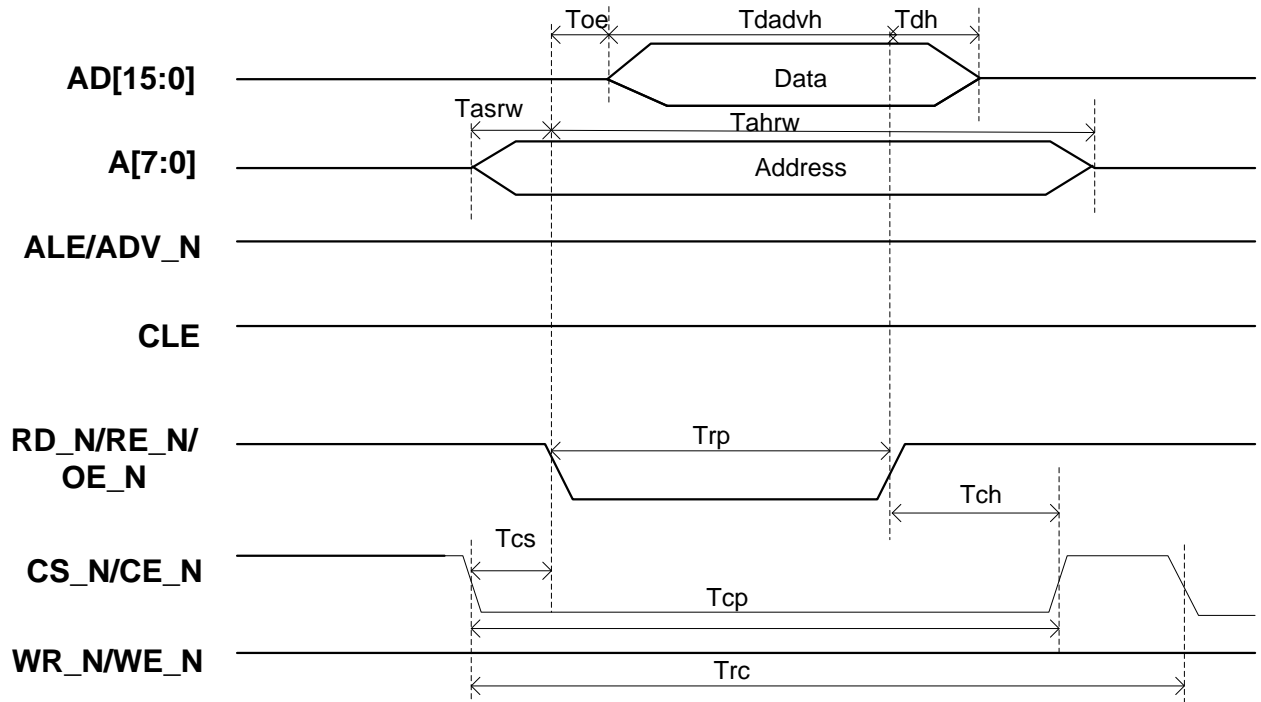 Toe Tdadvh Tdh
AD[15:0] Data
Tasrw Tahrw
A[7:0] Address
ALE/ADV_N
CLE
RD_N/RE_N/ Trp
OE_N
Tch
Tcs
CS_N/CE_N
Tcp
WR_N/WE_N
Trc